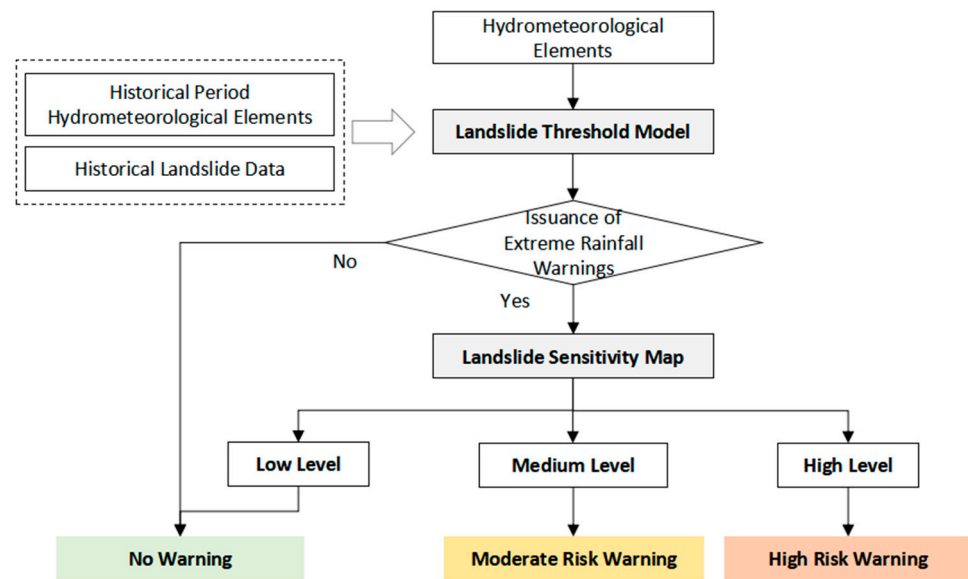 Hydrometeorological
Elements
Historical Period
Hydrometeorological Elements
Historical Landslide Data
Landslide Threshold Model
Issuance of
Extreme Rainfall
Warnings
No
Yes
Landslide Sensitivity Map
Low Level
Medium Level
High Level
No Warning
Moderate Risk Warning
High Risk Warning